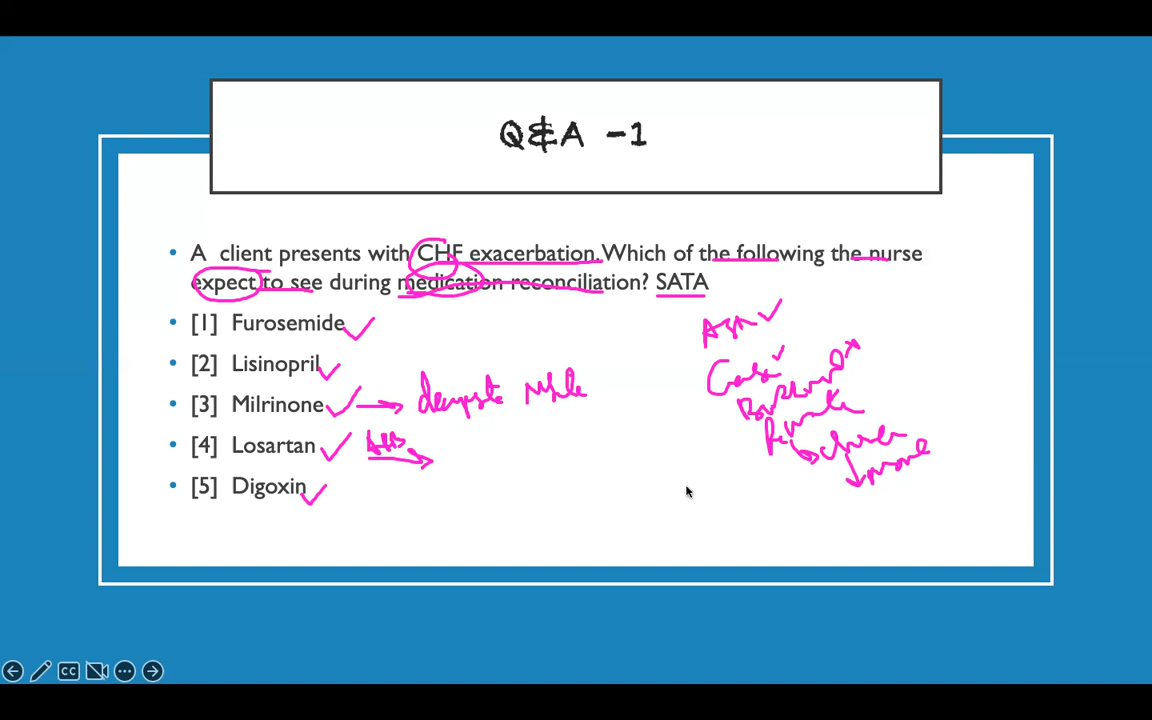 Q&A -1
• A client presents with CHF exacerbation. Which of the following the nurse
expect to see during medication reconciliation? SATA
• [1] Furosemide
• [2] Lisinopril
• [3] Milrinone
• [4] Losartan
• [5] Digoxin
CC